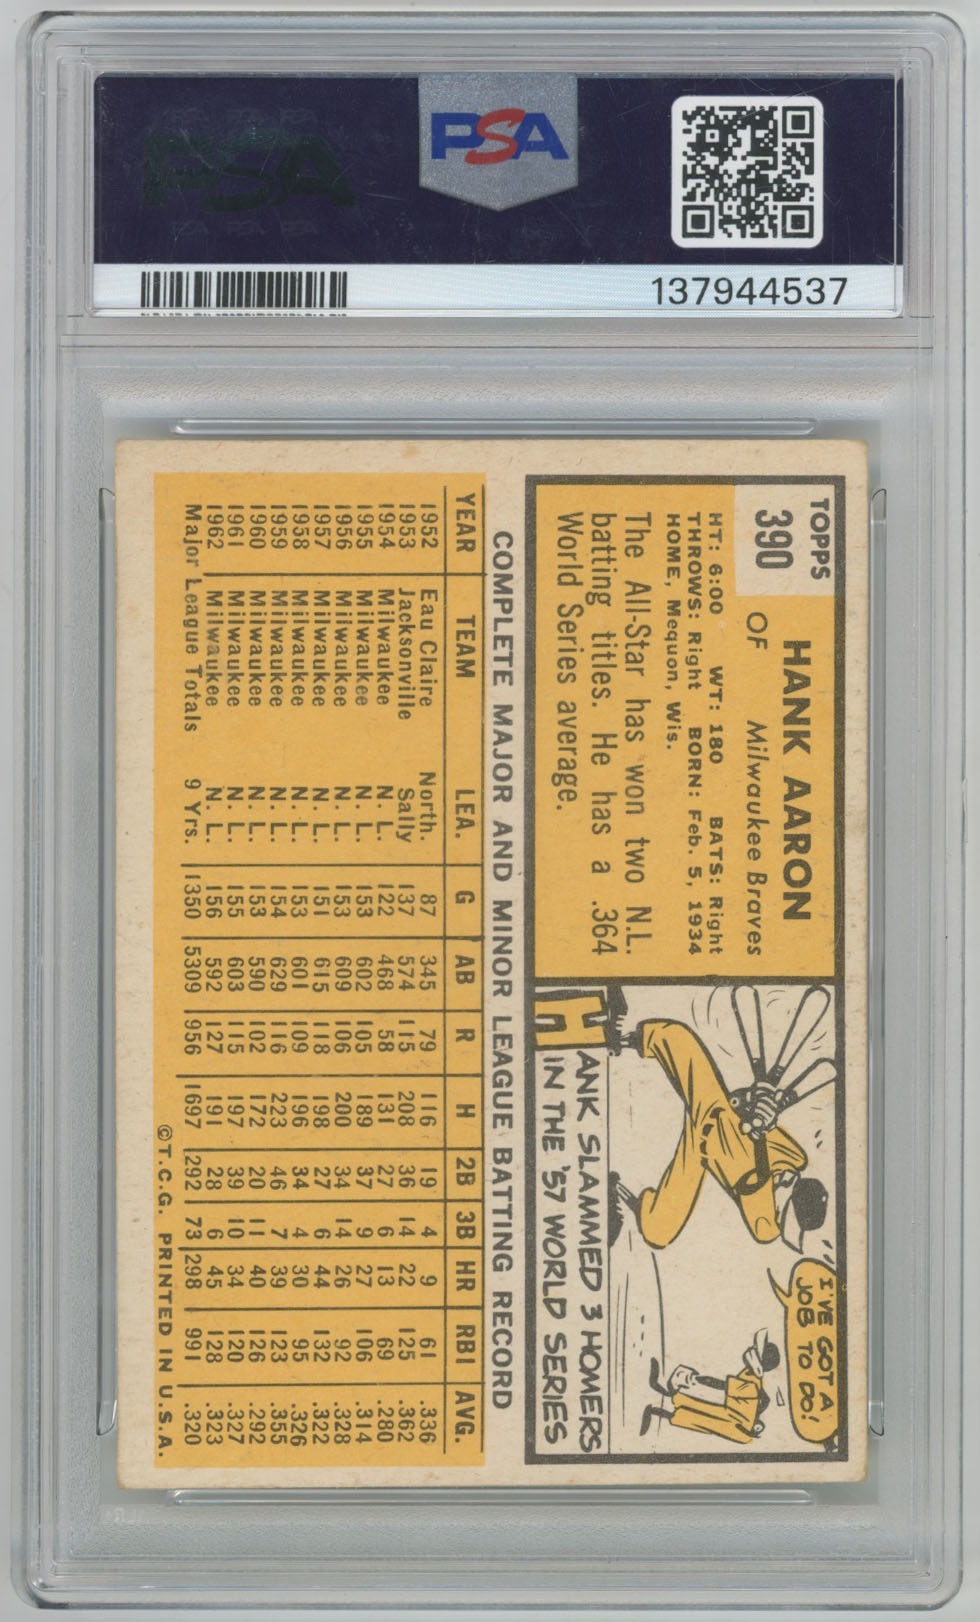 PSA
PSA
137944537
TOPPS
390
HANK AARON
OF Milwaukee Braves
HT: 6:00 WT: 180 BATS: Right
THROWS: Right BORN: Feb. 5, 1934
HOME, Mequon, Wis.
The All-Star has won two N.L.
batting titles. He has a .364
World Series average.
I'VE GOT A
JOB TO DO!
HANK SLAMMED 3 HOMERS
IN THE '57 WORLD SERIES
COMPLETE MAJOR AND MINOR LEAGUE BATTING RECORD
YEAR TEAM LEA. G AB R H 2B 3B HR RBI AVG.
1952 Eau Claire North. 87 345 79 116 19 4 9 61 .336
1953 Jacksonville Sally 137 574 115 208 36 14 22 125 .362
1954 Milwaukee N. L. 122 468 58 131 27 6 13 69 .280
1955 Milwaukee N. L. 153 602 105 189 37 9 27 106 .314
1956 Milwaukee N. L. 153 609 106 200 34 14 26 92 .328
1957 Milwaukee N. L. 151 615 118 198 27 6 44 132 .322
1958 Milwaukee N. L. 153 601 109 196 34 4 30 95 .326
1959 Milwaukee N. L. 154 629 116 223 46 7 39 123 .355
1960 Milwaukee N. L. 153 590 102 172 20 11 40 126 .292
1961 Milwaukee N. L. 155 603 115 197 39 10 34 120 .327
1962 Milwaukee N. L. 156 592 127 191 28 6 45 128 .323
Major League Totals 9 Yrs. 1350 5309 956 1697 292 73 298 991 .320
©T.C.G. PRINTED IN U.S.A.